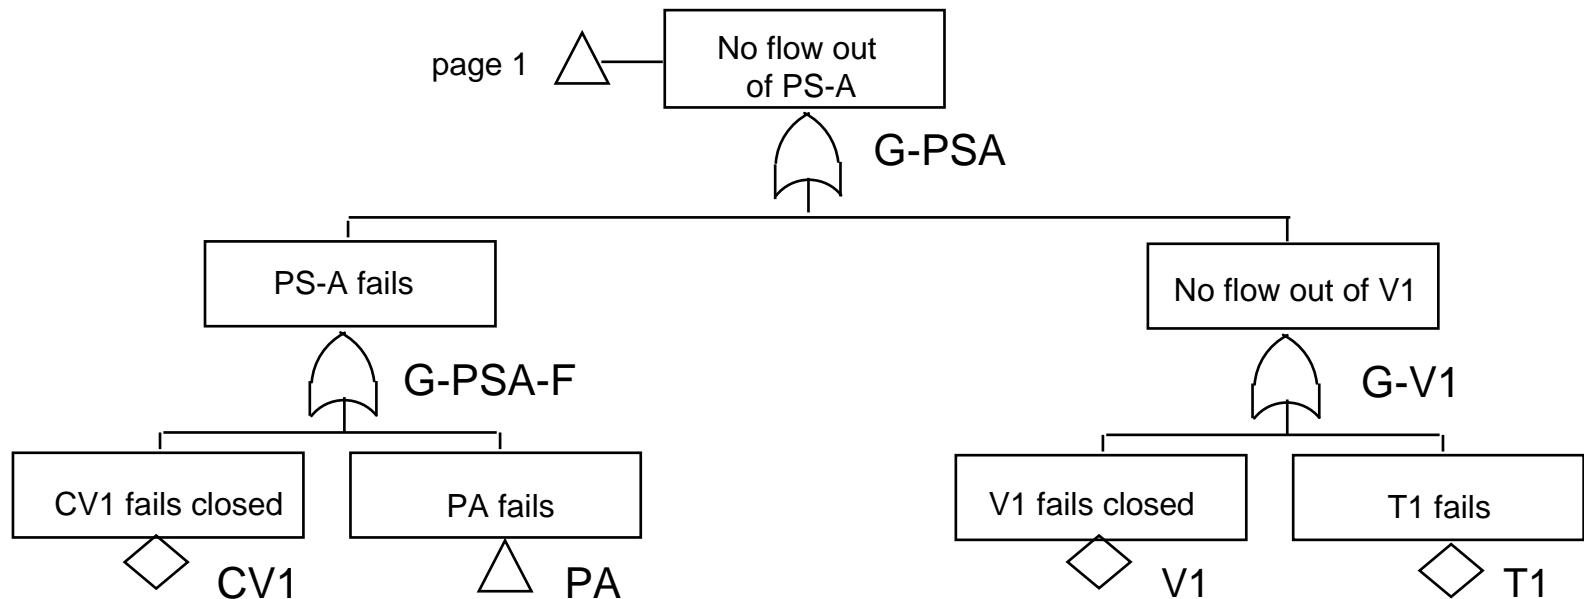 page 1
No flow out
of PS-A
G-PSA
PS-A fails
No flow out of V1
G-PSA-F
G-V1
CV1 fails closed
PA fails
V1 fails closed
T1 fails
CV1
PA
V1
T1